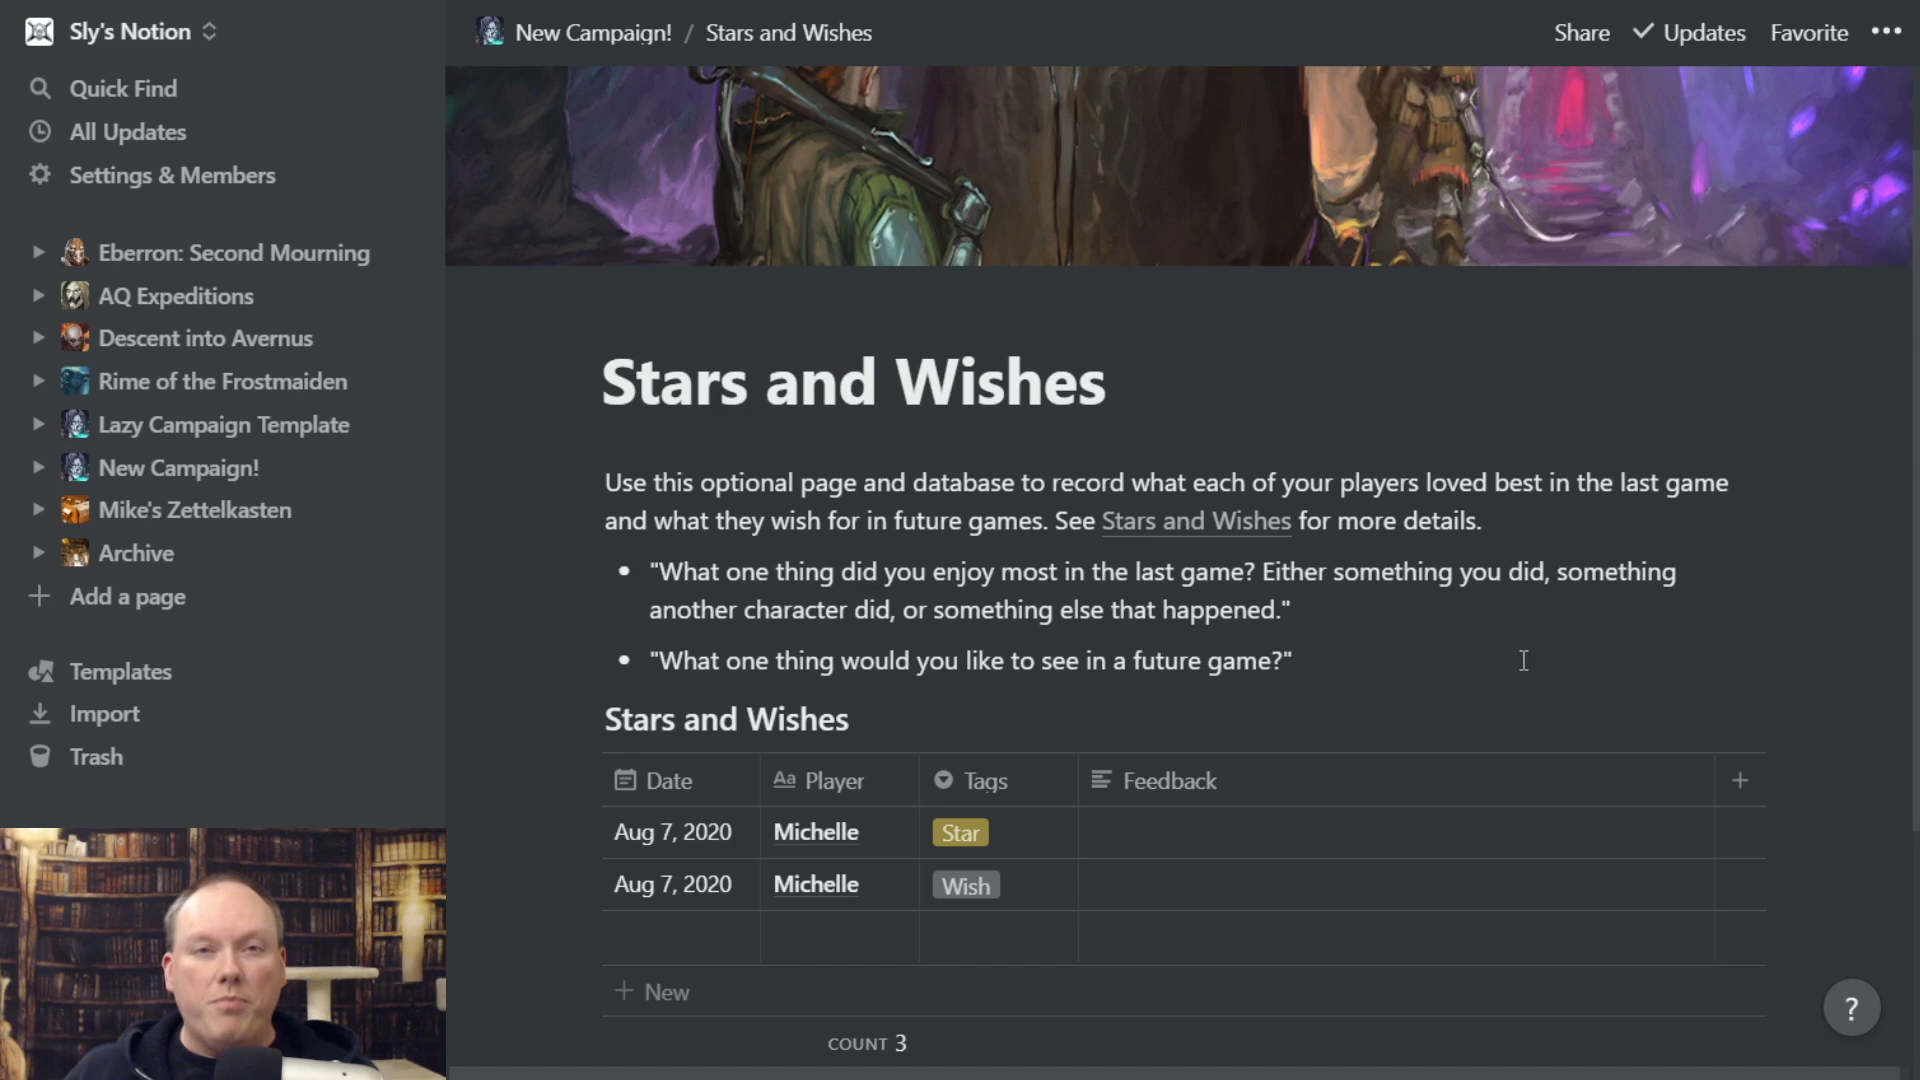 Sly's Notion
Quick Find
All Updates
Settings & Members
Eberron: Second Mourning
AQ Expeditions
Descent into Avernus
Rime of the Frostmaiden
Lazy Campaign Template
New Campaign!
Mike's Zettelkasten
Archive
Add a page
Templates
Import
Trash
New Campaign! / Stars and Wishes
Share Updates Favorite •••
Stars and Wishes
Use this optional page and database to record what each of your players loved best in the last game
and what they wish for in future games. See Stars and Wishes for more details.
• "What one thing did you enjoy most in the last game? Either something you did, something
another character did, or something else that happened."
• "What one thing would you like to see in a future game?"
Stars and Wishes
Date Aa Player Tags Feedback +
Aug 7, 2020 Michelle Star
Aug 7, 2020 Michelle Wish
+ New
COUNT 3
?